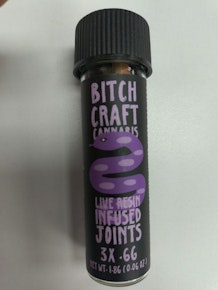 BITCH
CRAFT
CANNABIS
LIVE RESIN
INFUSED
JOINTS
3X .6G
NET WT. 1.8G (0.06 OZ.)